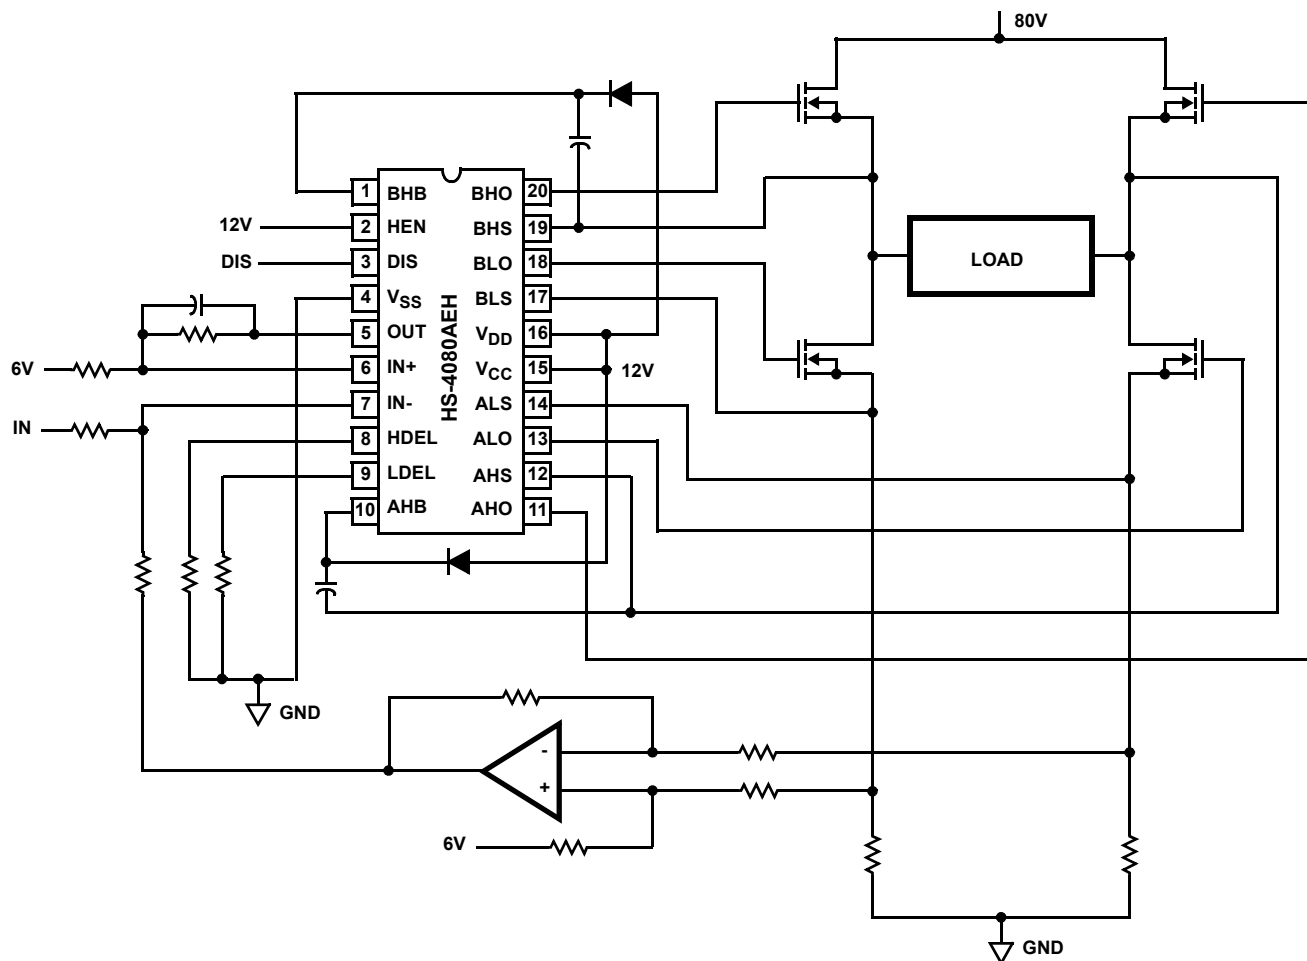 80V
1 BHB BHO 20
12V 2 HEN BHS 19
DIS 3 DIS BLO 18
4 VSS BLS 17
5 OUT VDD 16
6V 6 IN+ VCC 15 12V
IN 7 IN- ALS 14
8 HDEL ALO 13
9 LDEL AHS 12
10 AHB AHO 11
HS-4080AEH
LOAD
GND
-
+
6V
GND